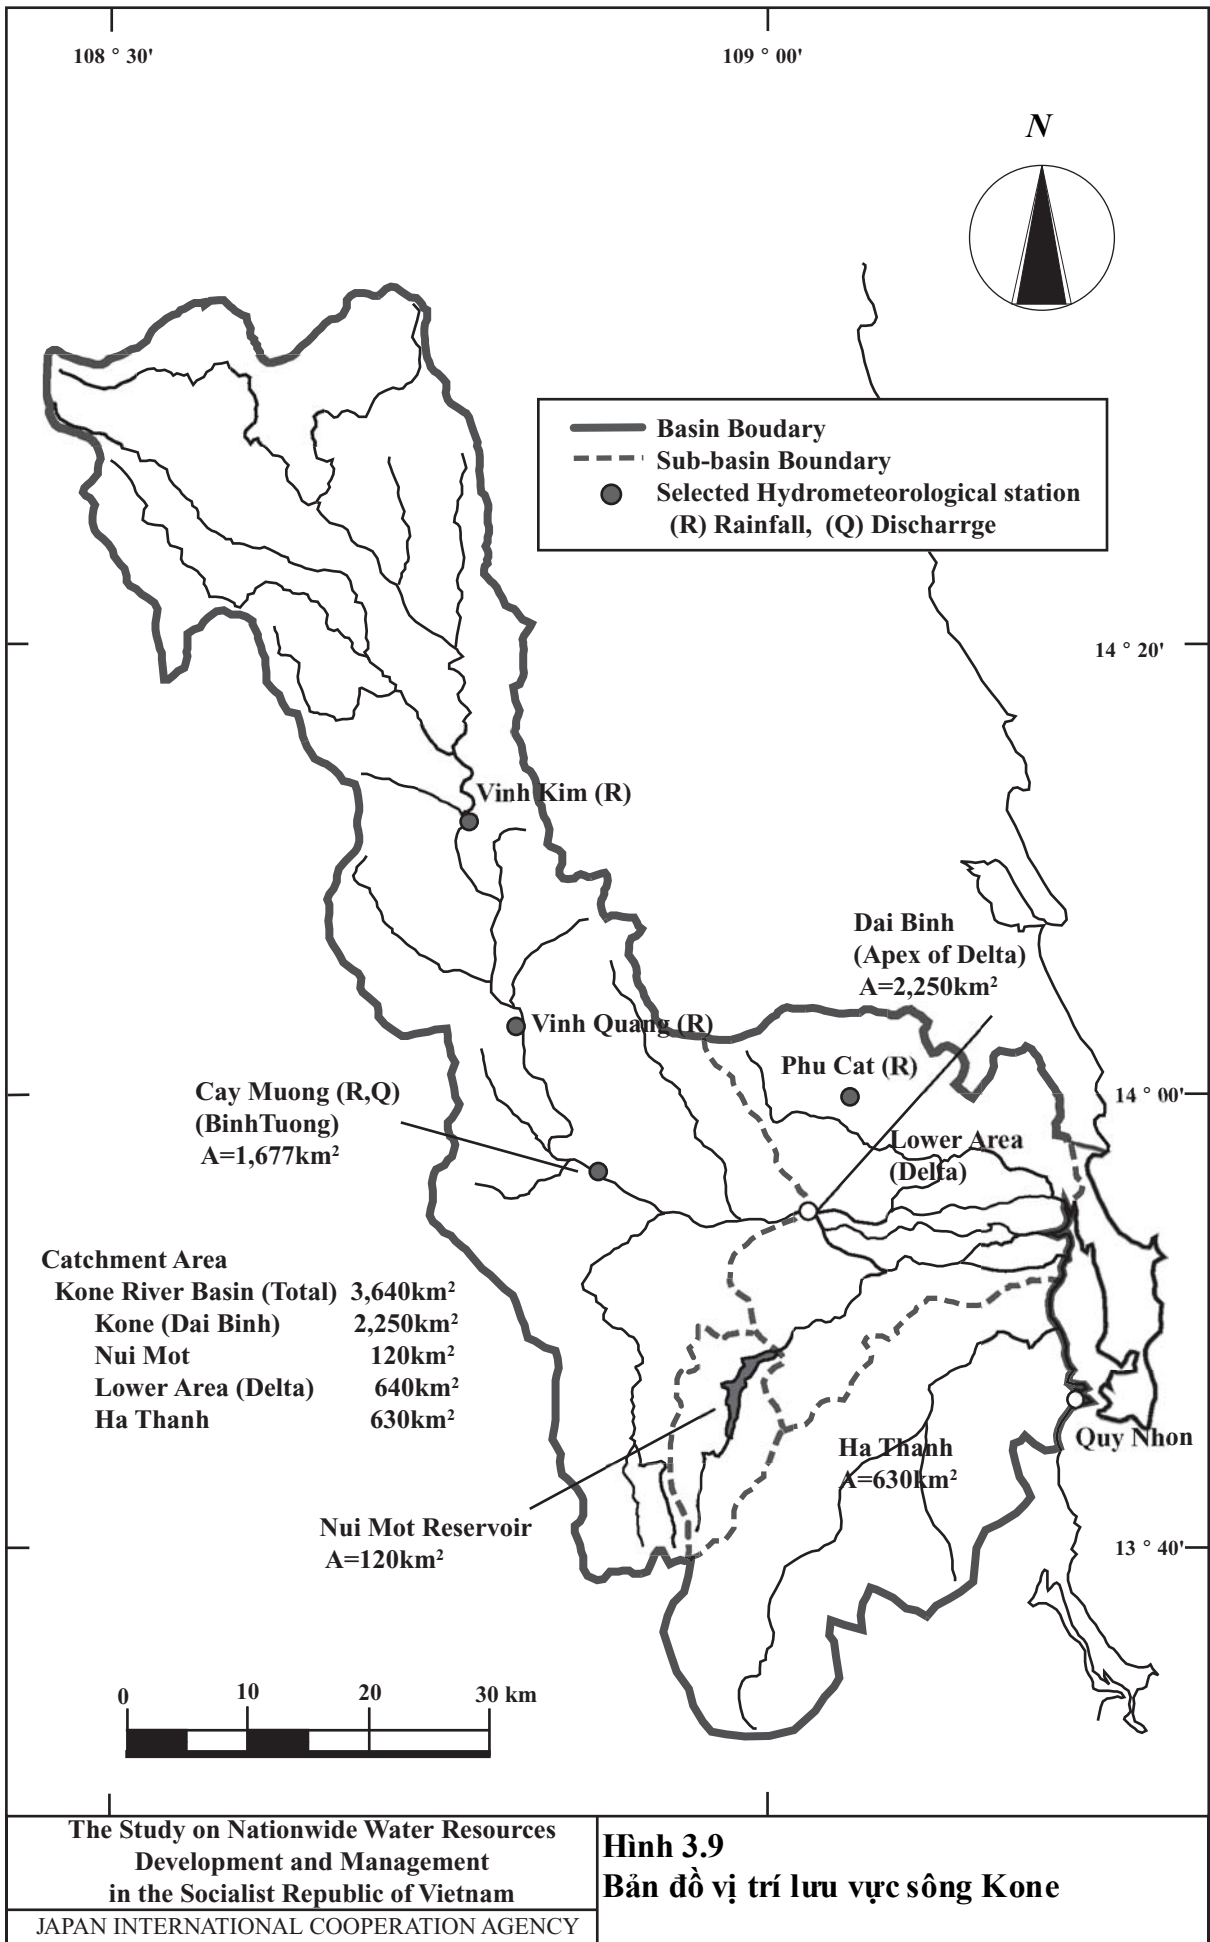 108 ° 30'
109 ° 00'
N
Basin Boudary
Sub-basin Boundary
Selected Hydrometeorological station
(R) Rainfall, (Q) Discharrge
14 ° 20'
Vinh Kim (R)
Dai Binh
(Apex of Delta)
A=2,250km²
Vinh Quang (R)
Phu Cat (R)
Cay Muong (R,Q)
(BinhTuong)
A=1,677km²
14 ° 00'
Lower Area
(Delta)
Catchment Area
Kone River Basin (Total) 3,640km²
Kone (Dai Binh) 2,250km²
Nui Mot 120km²
Lower Area (Delta) 640km²
Ha Thanh 630km²
Quy Nhon
Ha Thanh
A=630km²
Nui Mot Reservoir
A=120km²
13 ° 40'
0 10 20 30 km
The Study on Nationwide Water Resources
Development and Management
in the Socialist Republic of Vietnam
JAPAN INTERNATIONAL COOPERATION AGENCY
Hình 3.9
Bản đồ vị trí lưu vực sông Kone